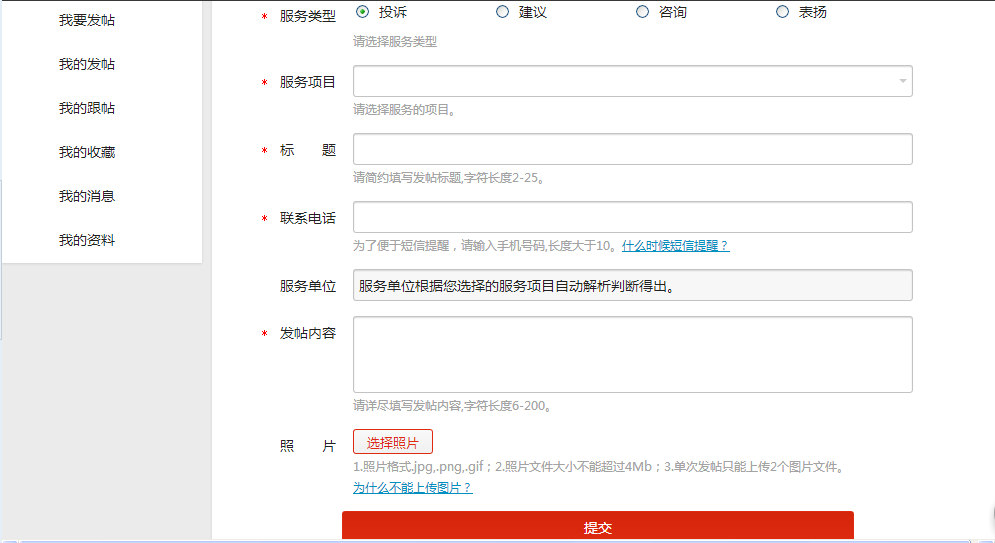 我要发帖
我的发帖
我的跟帖
我的收藏
我的消息
我的资料
* 服务类型 投诉 建议 咨询 表扬
请选择服务类型
* 服务项目
请选择服务的项目。
* 标 题
请简约填写发帖标题,字符长度2-25。
* 联系电话
为了便于短信提醒，请输入手机号码,长度大于10。什么时候短信提醒？
服务单位 服务单位根据您选择的服务项目自动解析判断得出。
* 发帖内容
请详尽填写发帖内容,字符长度6-200。
照 片 选择照片
1.照片格式.jpg,.png,.gif；2.照片文件大小不能超过4Mb；3.单次发帖只能上传2个图片文件。
为什么不能上传图片？
提交